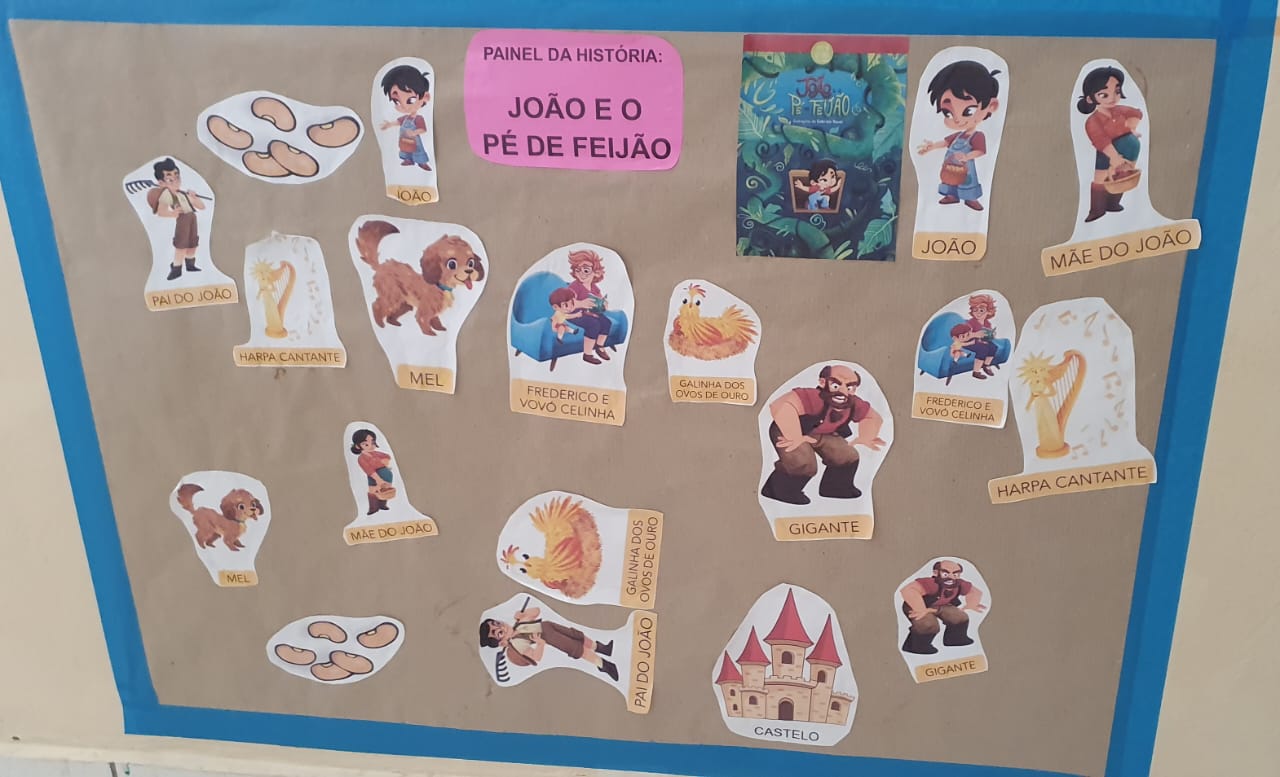 PAINEL DA HISTÓRIA:
JOÃO E O
PÉ DE FEIJÃO
João
PÉ DE FEIJÃO
JOÃO
JOÃO
MÃE DO JOÃO
PAI DO JOÃO
HARPA CANTANTE
MEL
FREDERICO E
VOVÓ CELINHA
GALINHA DOS
OVOS DE OURO
FREDERICO E
VOVÓ CELINHA
HARPA CANTANTE
GIGANTE
MÃE DO JOÃO
MEL
GALINHA DOS
OVOS DE OURO
PAI DO JOÃO
GIGANTE
CASTELO